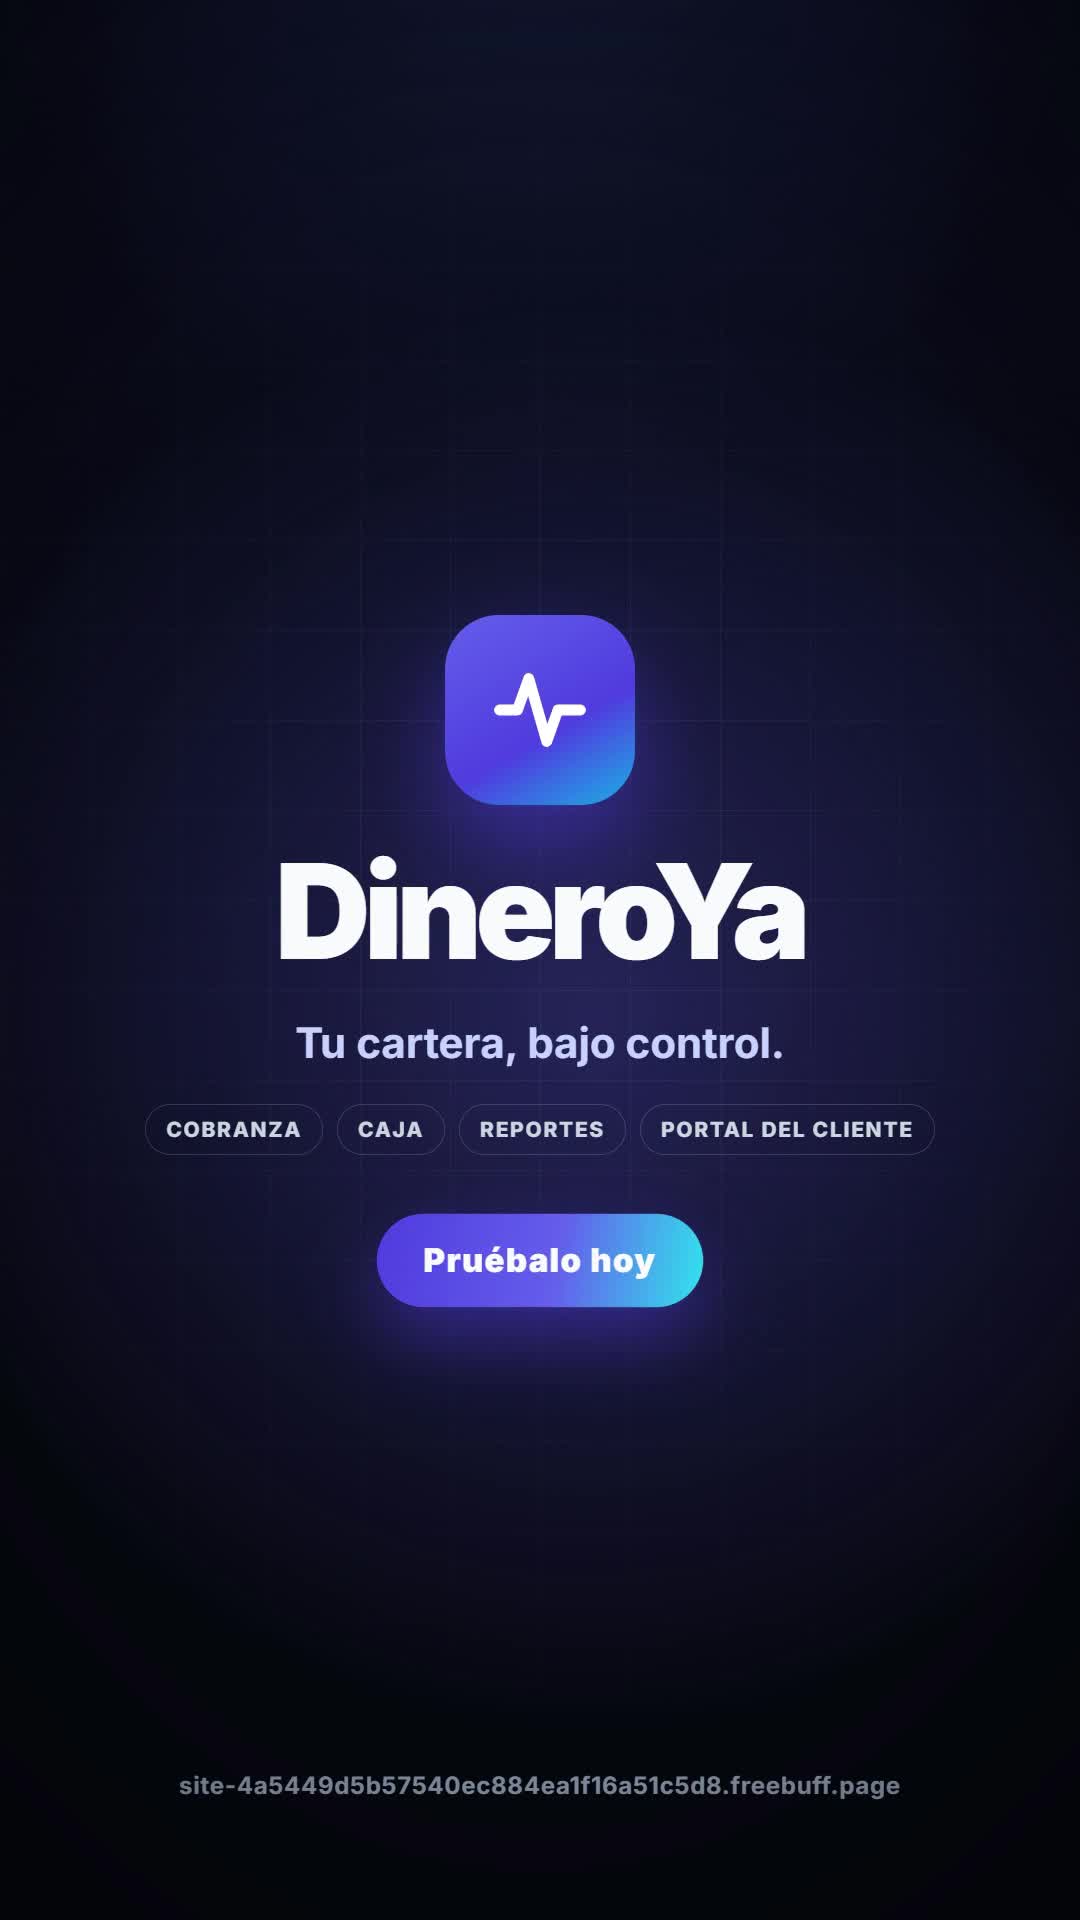 DineroYa
Tu cartera, bajo control.
COBRANZA CAJA REPORTES PORTAL DEL CLIENTE
Pruébalo hoy
site-4a5449d5b57540ec884ea1f16a51c5d8.freebuff.page